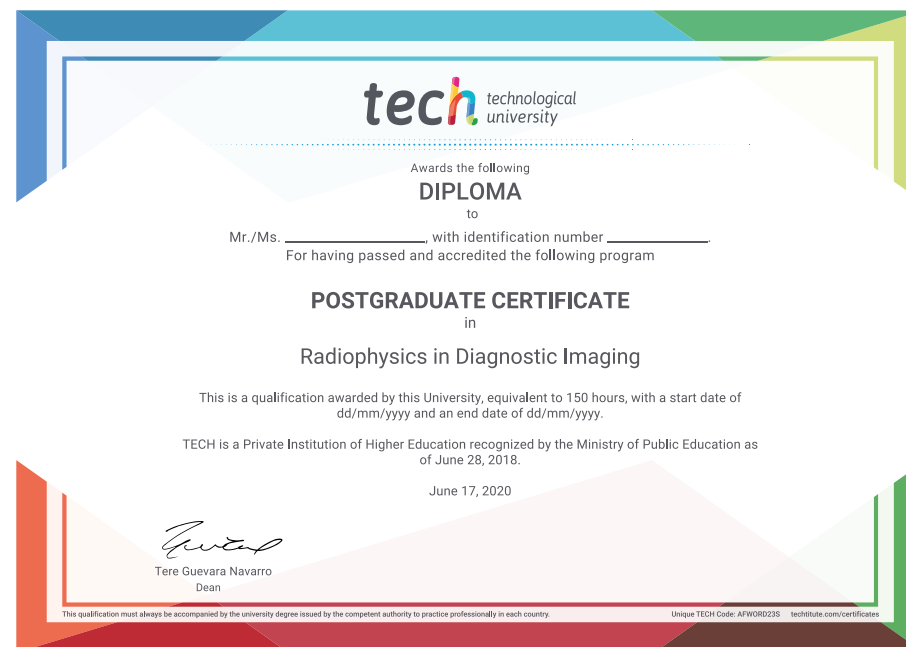 tech technological
university
Awards the following
DIPLOMA
to
Mr./Ms. ____________________, with identification number ______________.
For having passed and accredited the following program
POSTGRADUATE CERTIFICATE
in
Radiophysics in Diagnostic Imaging
This is a qualification awarded by this University, equivalent to 150 hours, with a start date of
dd/mm/yyyy and an end date of dd/mm/yyyy.
TECH is a Private Institution of Higher Education recognized by the Ministry of Public Education as
of June 28, 2018.
June 17, 2020
Tere Guevara Navarro
Dean
This qualification must always be accompanied by the university degree issued by the competent authority to practice professionally in each country. Unique TECH Code: AFWORD23S techtitute.com/certificates